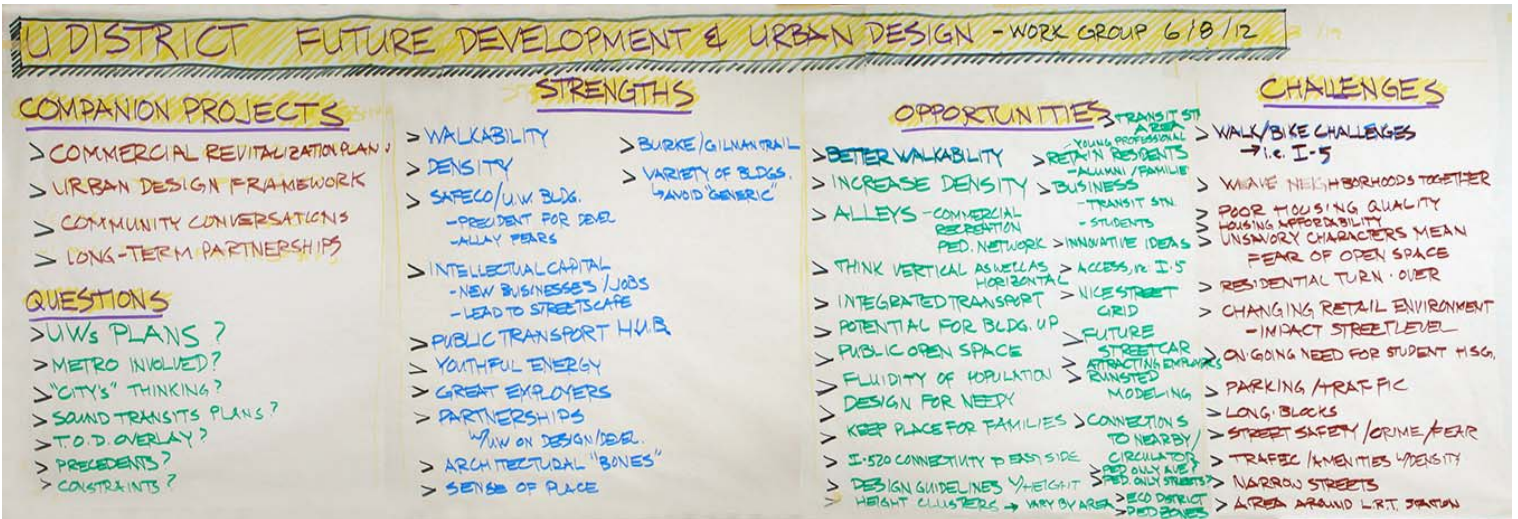 U DISTRICT FUTURE DEVELOPMENT & URBAN DESIGN - WORK GROUP 6/8/12
COMPANION PROJECTS
> COMMERCIAL REVITALIZATION PLAN
> URBAN DESIGN FRAMEWORK
> COMMUNITY CONVERSATIONS
> LONG-TERM PARTNERSHIPS
QUESTIONS
> UWs PLANS?
> METRO INVOLVED?
> "CITY'S" THINKING?
> SOUND TRANSITS PLANS?
> T.O.D. OVERLAY?
> PRECEDENTS?
> CONSTRAINTS?
STRENGTHS
> WALKABILITY
> DENSITY
> SAFECO/U.W. BLDG.
- PRECIDENT FOR DEVEL
- ALLAY FEARS
> INTELLECTUAL CAPITAL
- NEW BUSINESSES / JOBS
- LEAD TO STREETSCAPE
> PUBLIC TRANSPORT H.U.B.
> YOUTHFUL ENERGY
> GREAT EMPLOYERS
> PARTNERSHIPS
W/UW ON DESIGN/DEVEL.
> ARCHITECTURAL "BONES"
> SENSE OF PLACE
> BURKE/GILMAN TRAIL
> VARIETY OF BLDGS.
↳ AVOID "GENERIC"
OPPORTUNITIES
> BETTER WALKABILITY
> INCREASE DENSITY
> ALLEYS - COMMERCIAL
RECREATION
PED. NETWORK
> THINK VERTICAL AS WELL AS
HORIZONTAL
> INTEGRATED TRANSPORT
> POTENTIAL FOR BLDG. UP
> PUBLIC OPEN SPACE
> FLUIDITY OF POPULATION
> DESIGN FOR NEEDY
> KEEP PLACE FOR FAMILIES
> I-520 CONNECTIVITY TO EAST SIDE
> DESIGN GUIDELINES W/HEIGHT
> HEIGHT CLUSTERS → VARY BY AREA
> TRANSIT STN
AREA
- YOUNG PROFESSIONAL
> RETAIN RESIDENTS
- ALUMNI / FAMILIE
> BUSINESS
- TRANSIT STN.
- STUDENTS
> INNOVATIVE IDEAS
> ACCESS, re I-5
> NICE STREET
GRID
> FUTURE
STREETCAR
> ATTRACTING EMPLOYERS
> RUNSTED
MODELING
> CONNECTIONS
TO NEARBY/
CIRCULATOR
> PED ONLY AVE?
> PED. ONLY STREETS?
> ECO DISTRICT
> PED ZONES
CHALLENGES
> WALK/BIKE CHALLENGES
→ i.e. I-5
> WEAVE NEIGHBORHOODS TOGETHER
> POOR HOUSING QUALITY
> HOUSING AFFORDABILITY
> UNSAVORY CHARACTERS MEAN
FEAR OF OPEN SPACE
> RESIDENTIAL TURN-OVER
> CHANGING RETAIL ENVIRONMENT
- IMPACT STREETLEVEL
> ON-GOING NEED FOR STUDENT HSG.
> PARKING / TRAFFIC
> LONG BLOCKS
> STREET SAFETY / CRIME / FEAR
> TRAFFIC / AMENITIES W/DENSITY
> NARROW STREETS
> AREA AROUND L.R.T. STATION